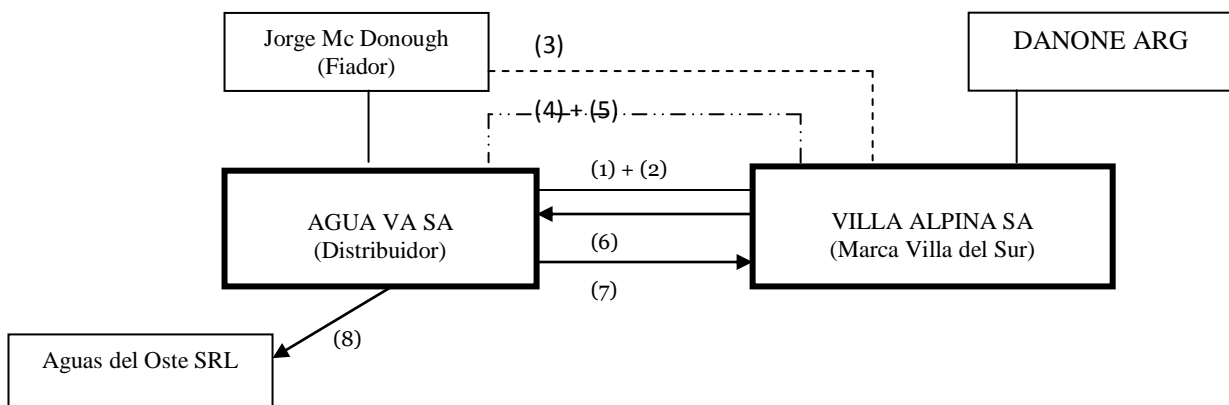 Jorge Mc Donough
(Fiador)
(3)
DANONE ARG
(4) + (5)
(1) + (2)
AGUA VA SA
(Distribuidor)
VILLA ALPINA SA
(Marca Villa del Sur)
(6)
(7)
(8)
Aguas del Oste SRL